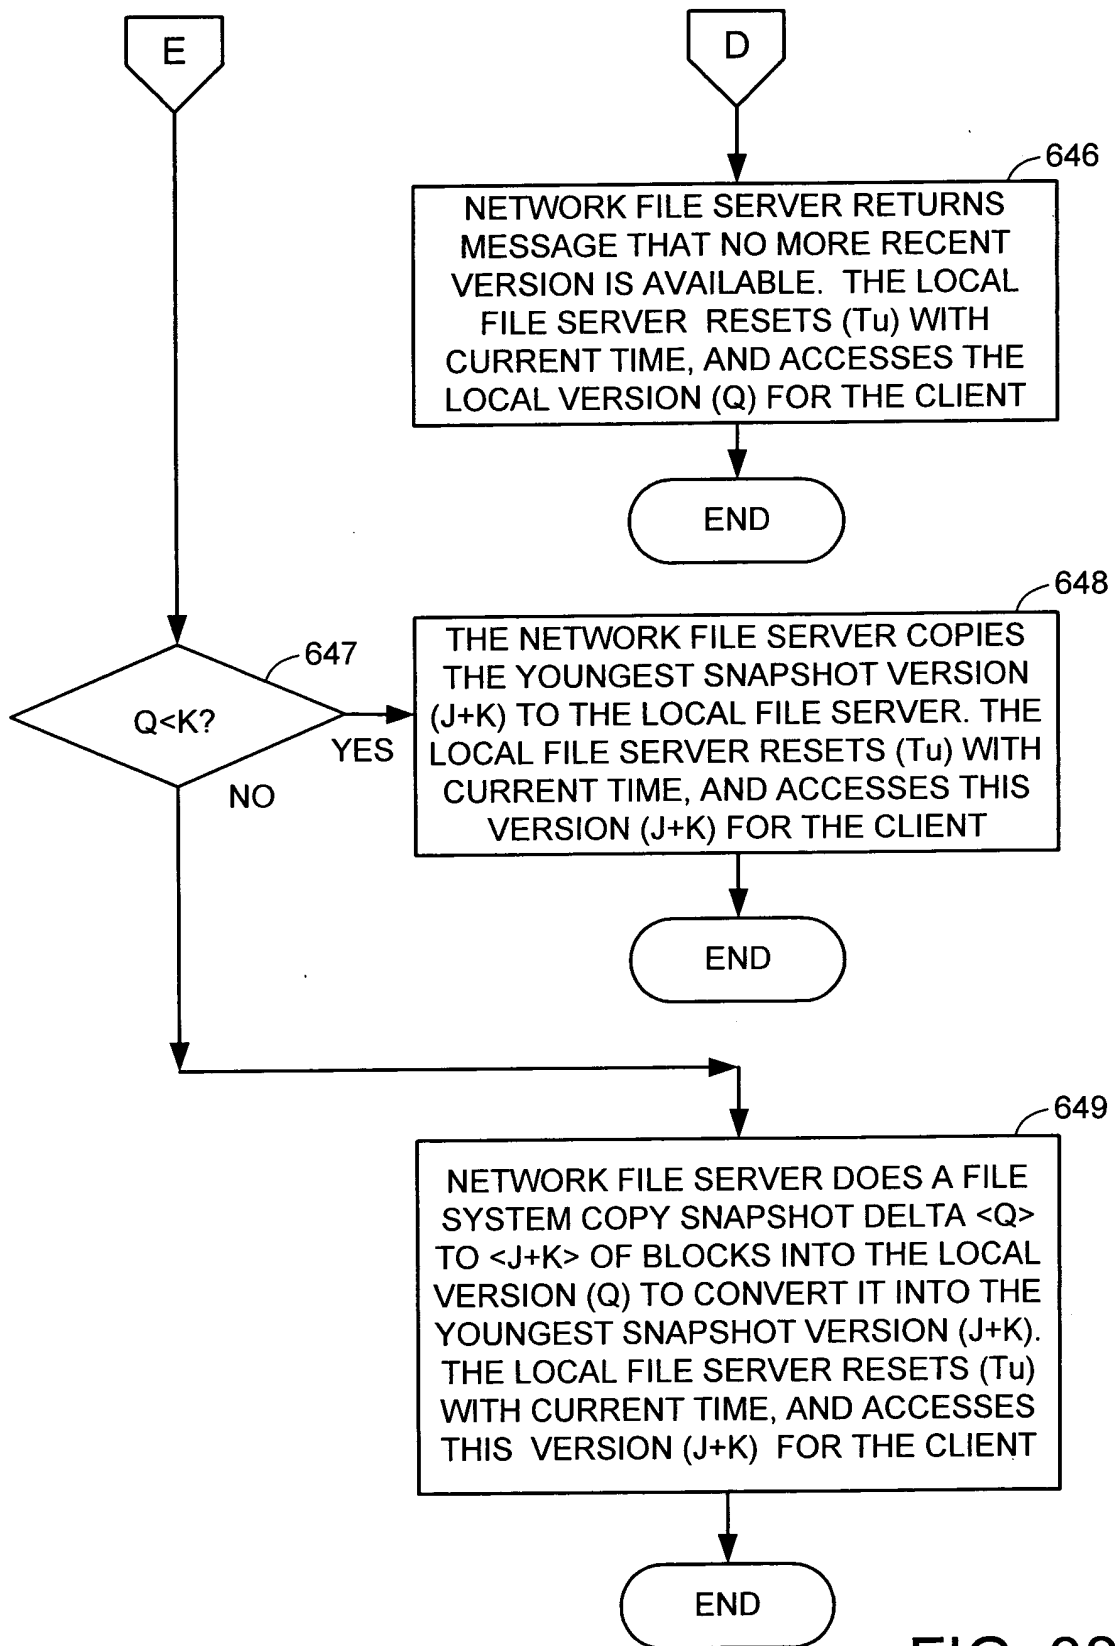 E
D
646
NETWORK FILE SERVER RETURNS
MESSAGE THAT NO MORE RECENT
VERSION IS AVAILABLE. THE LOCAL
FILE SERVER RESETS (Tu) WITH
CURRENT TIME, AND ACCESSES THE
LOCAL VERSION (Q) FOR THE CLIENT
END
648
647
Q<K?
YES
NO
THE NETWORK FILE SERVER COPIES
THE YOUNGEST SNAPSHOT VERSION
(J+K) TO THE LOCAL FILE SERVER. THE
LOCAL FILE SERVER RESETS (Tu) WITH
CURRENT TIME, AND ACCESSES THIS
VERSION (J+K) FOR THE CLIENT
END
649
NETWORK FILE SERVER DOES A FILE
SYSTEM COPY SNAPSHOT DELTA <Q>
TO <J+K> OF BLOCKS INTO THE LOCAL
VERSION (Q) TO CONVERT IT INTO THE
YOUNGEST SNAPSHOT VERSION (J+K).
THE LOCAL FILE SERVER RESETS (Tu)
WITH CURRENT TIME, AND ACCESSES
THIS VERSION (J+K) FOR THE CLIENT
END